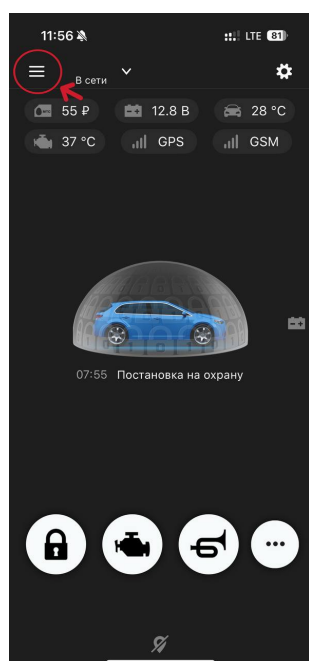 11:56 LTE 81
В сети
55 ₽ 12.8 В 28 °C
37 °C GPS GSM
07:55 Постановка на охрану